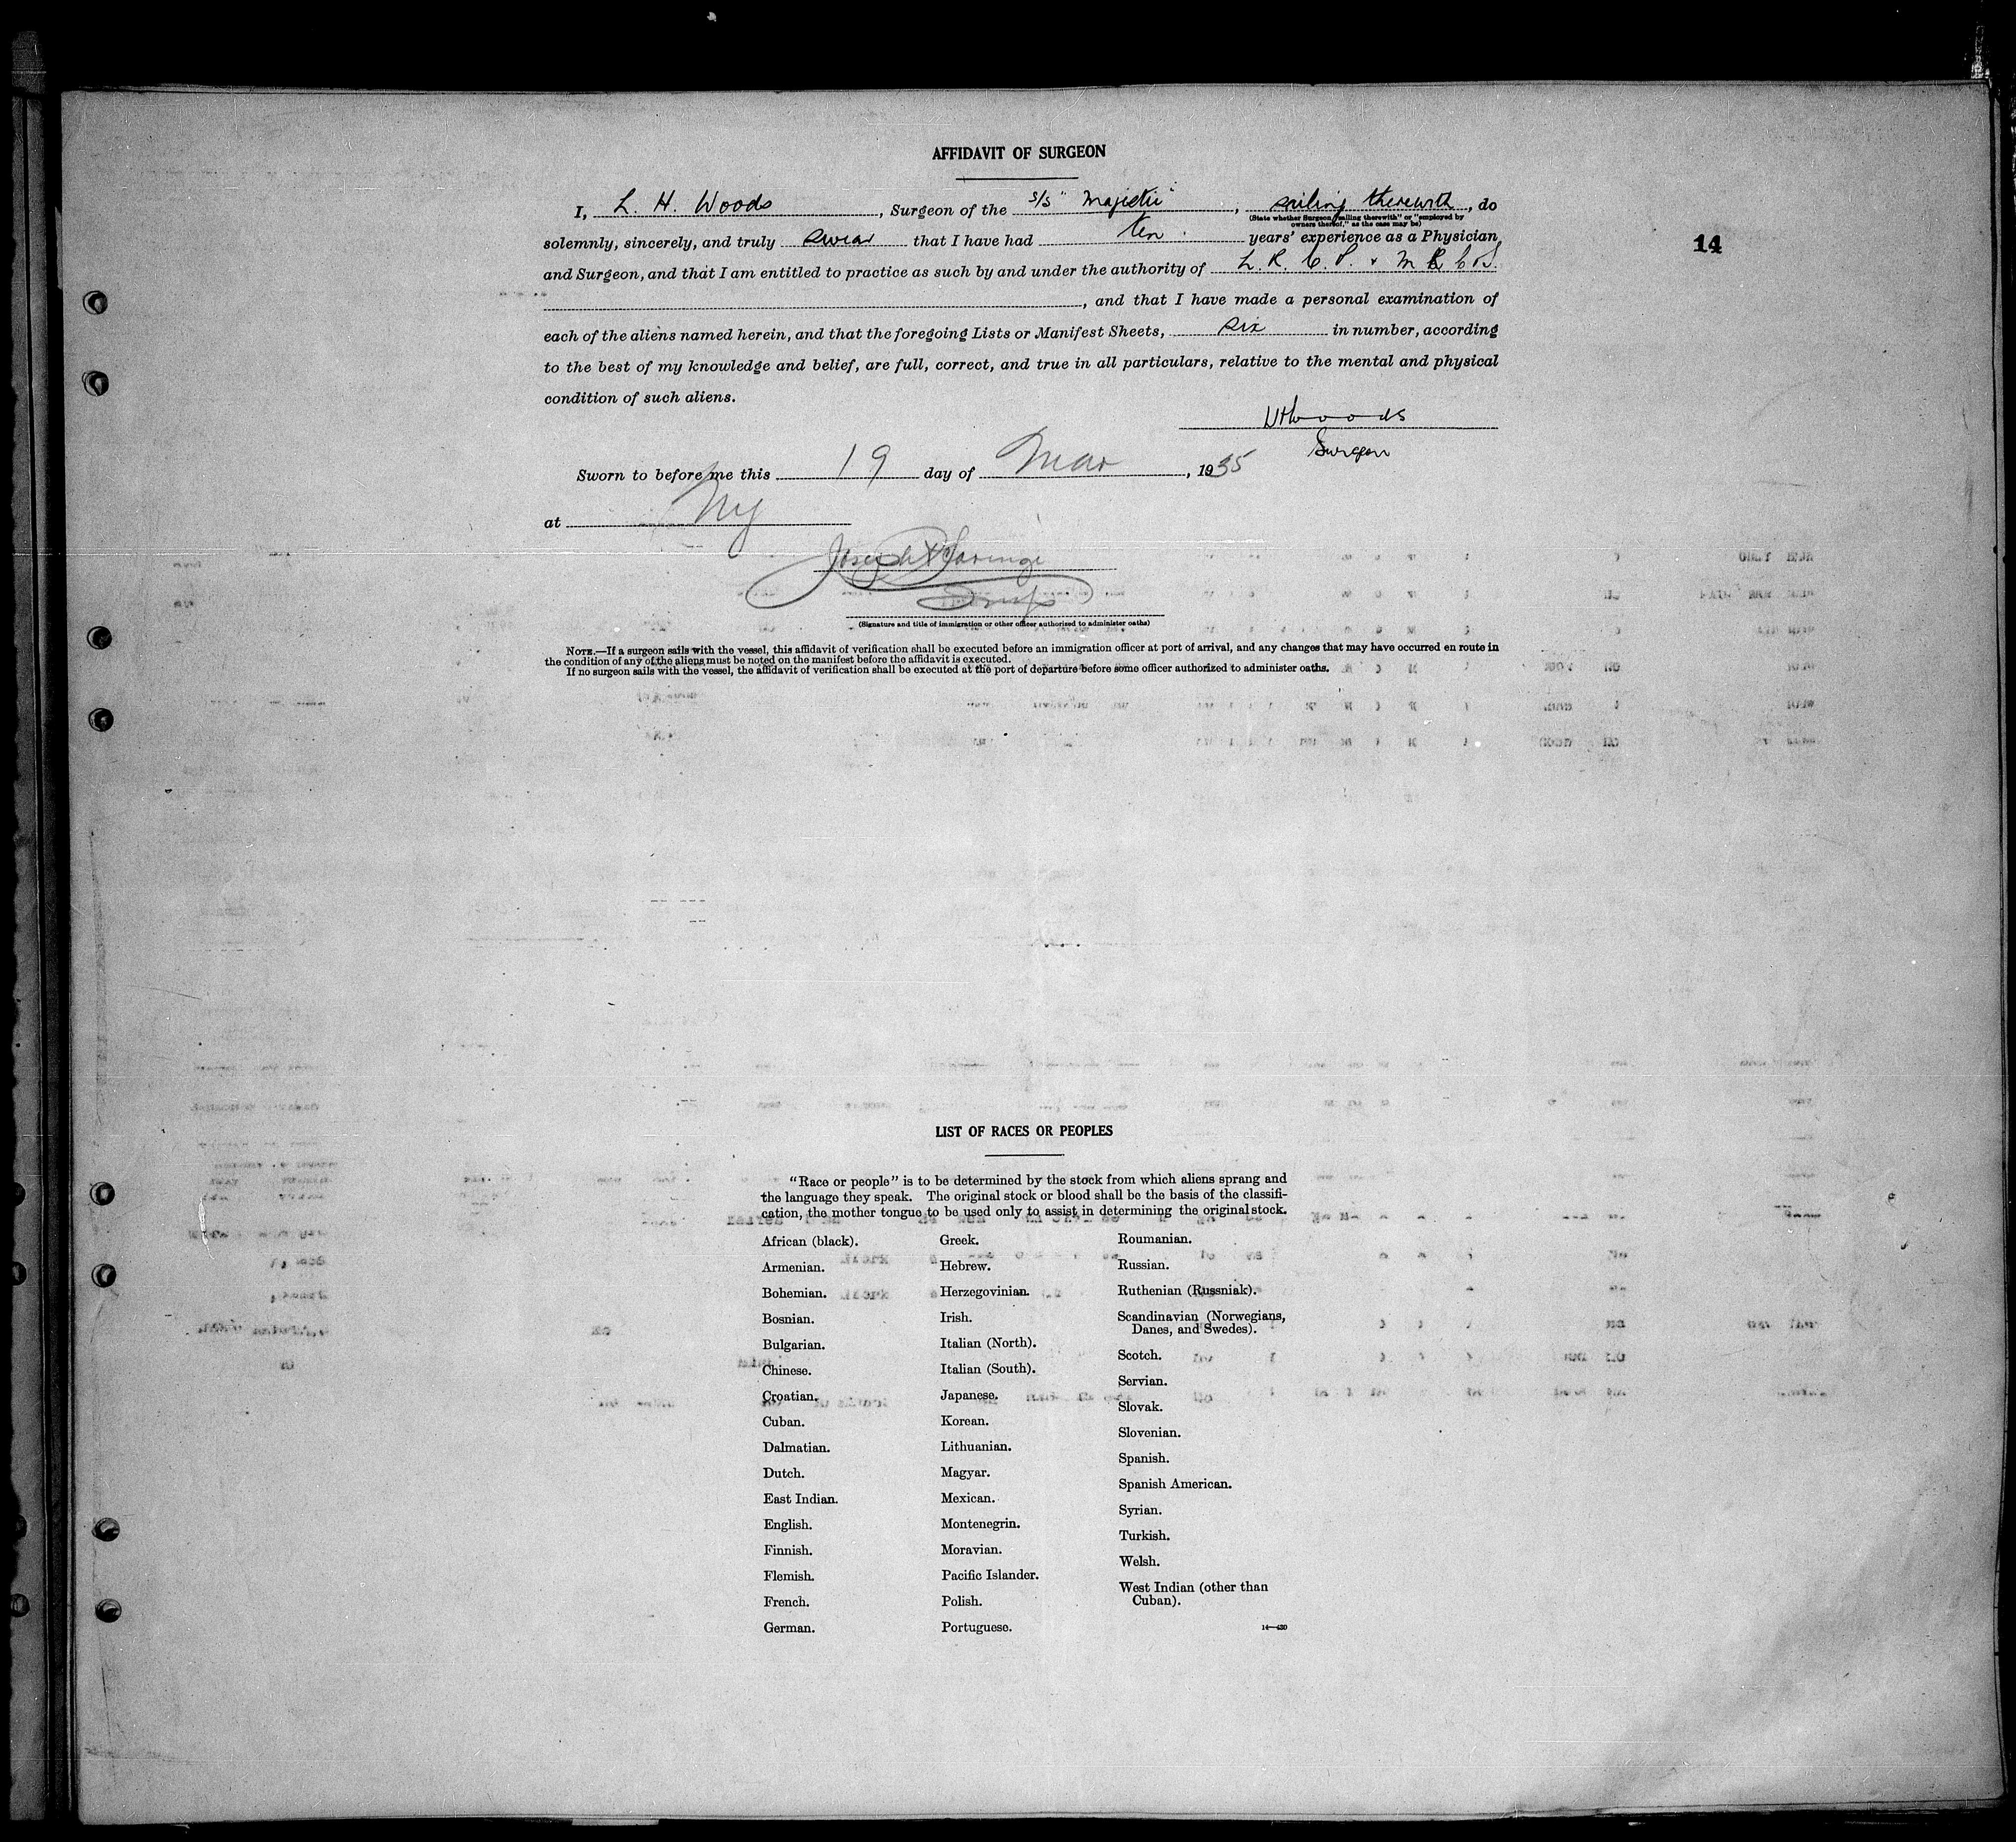 AFFIDAVIT OF SURGEON
I, L. H. Woods, Surgeon of the s/s "Majestic", sailing therewith, do
(State whether Surgeon "sailing therewith" or "employed by
owners thereof," as the case may be)
solemnly, sincerely, and truly swear that I have had ten. years' experience as a Physician
14
and Surgeon, and that I am entitled to practice as such by and under the authority of L. R. C. P. & M R C S.
, and that I have made a personal examination of
each of the aliens named herein, and that the foregoing Lists or Manifest Sheets, six in number, according
to the best of my knowledge and belief, are full, correct, and true in all particulars, relative to the mental and physical
condition of such aliens.
LHWoods
Surgeon
Sworn to before me this 19 day of Mar, 1935
at NY
Joseph
(Signature and title of immigration or other officer authorized to administer oaths)
NOTE.—If a surgeon sails with the vessel, this affidavit of verification shall be executed before an immigration officer at port of arrival, and any changes that may have occurred en route in
the condition of any of the aliens must be noted on the manifest before the affidavit is executed.
If no surgeon sails with the vessel, the affidavit of verification shall be executed at the port of departure before some officer authorized to administer oaths.
LIST OF RACES OR PEOPLES
"Race or people" is to be determined by the stock from which aliens sprang and
the language they speak. The original stock or blood shall be the basis of the classifi-
cation, the mother tongue to be used only to assist in determining the original stock.
African (black).
Armenian.
Bohemian.
Bosnian.
Bulgarian.
Chinese.
Croatian.
Cuban.
Dalmatian.
Dutch.
East Indian.
English.
Finnish.
Flemish.
French.
German.
Greek.
Hebrew.
Herzegovinian.
Irish.
Italian (North).
Italian (South).
Japanese.
Korean.
Lithuanian.
Magyar.
Mexican.
Montenegrin.
Moravian.
Pacific Islander.
Polish.
Portuguese.
Roumanian.
Russian.
Ruthenian (Russniak).
Scandinavian (Norwegians,
Danes, and Swedes).
Scotch.
Servian.
Slovak.
Slovenian.
Spanish.
Spanish American.
Syrian.
Turkish.
Welsh.
West Indian (other than
Cuban).
14—430